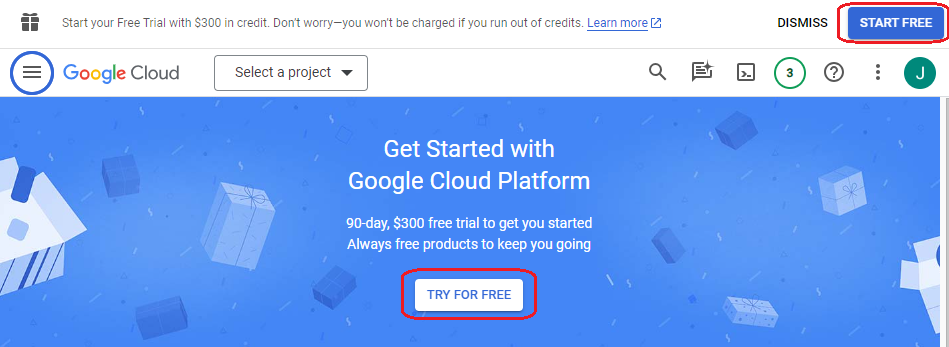 Start your Free Trial with $300 in credit. Don’t worry—you won’t be charged if you run out of credits. Learn more
DISMISS
START FREE
Google Cloud
Select a project
3
J
Get Started with
Google Cloud Platform
90-day, $300 free trial to get you started
Always free products to keep you going
TRY FOR FREE